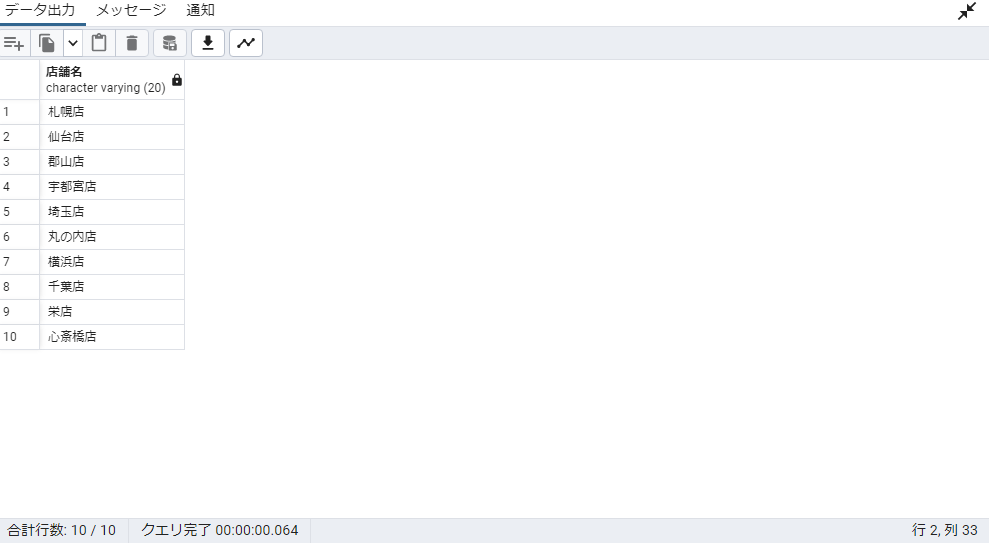 データ出力 メッセージ 通知
店舗名
character varying (20)
1 札幌店
2 仙台店
3 郡山店
4 宇都宮店
5 埼玉店
6 丸の内店
7 横浜店
8 千葉店
9 栄店
10 心斎橋店
合計行数: 10 / 10 クエリ完了 00:00:00.064 行 2, 列 33